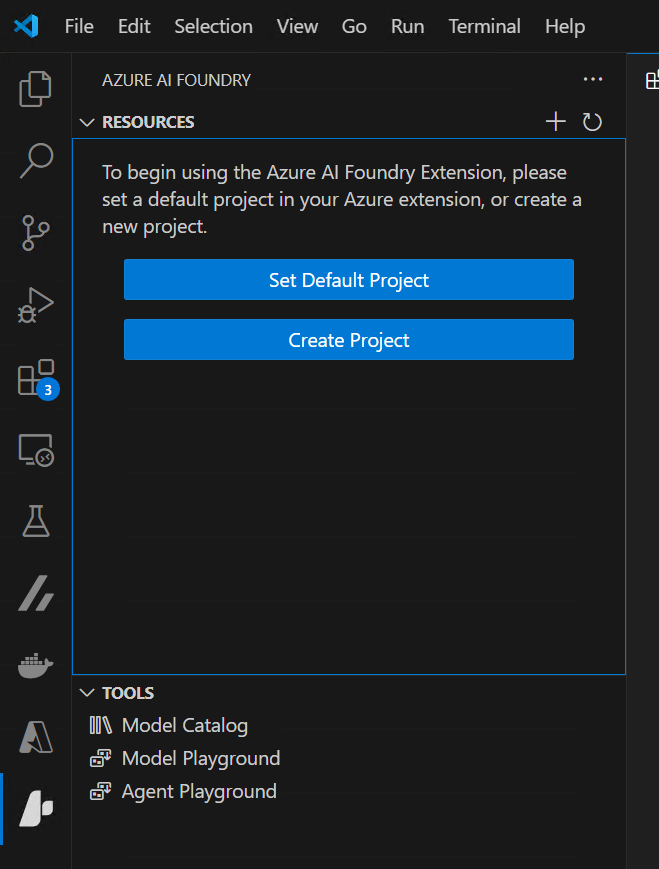 File Edit Selection View Go Run Terminal Help
AZURE AI FOUNDRY
RESOURCES
To begin using the Azure AI Foundry Extension, please
set a default project in your Azure extension, or create a
new project.
Set Default Project
Create Project
3
TOOLS
Model Catalog
Model Playground
Agent Playground